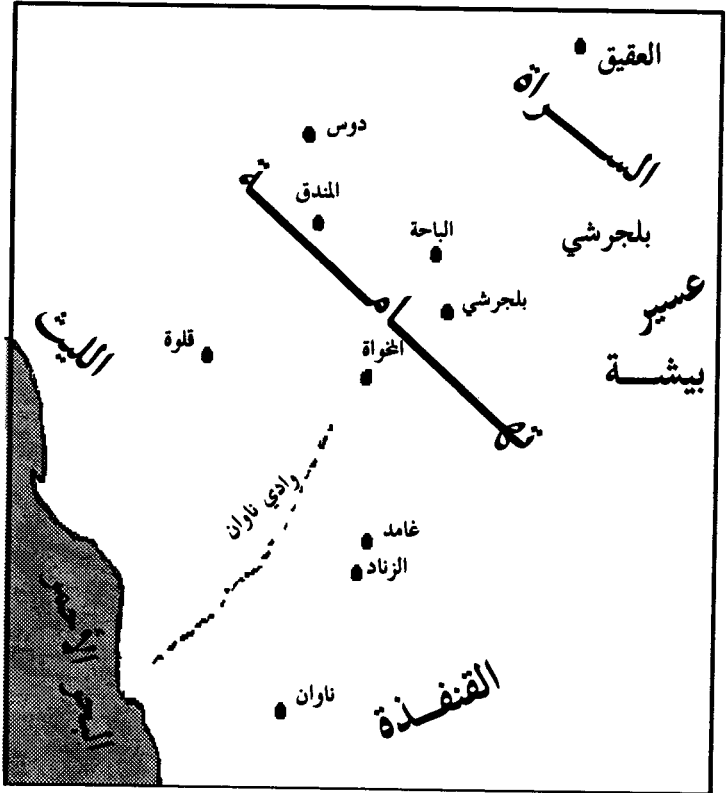 العقيق
السراة
دوس
تهامة
المندق
الباحة
بلجرشي
بلجرشي
عسير
بيشة
الليث
قلوة
المخواة
وادي ناوان
غامد
الزناد
البحر الأحمر
ناوان
القنفذة